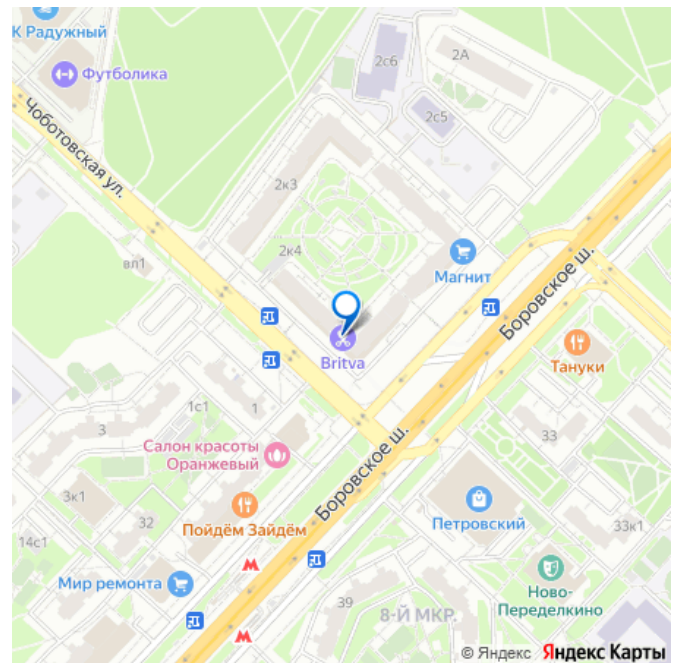 К Радужный
Футболика
2с6
2А
2с5
Чоботовская ул.
2к3
2к4
вл1
Магнит
Боровское ш.
Britva
Тануки
1с1
1
3
Салон красоты
Оранжевый
33
Боровское ш.
3к1
32
Пойдём Зайдём
Петровский
33к1
14с1
Мир ремонта
Ново-
Переделкино
39
8-Й МКР.
© Яндекс Яндекс Карты